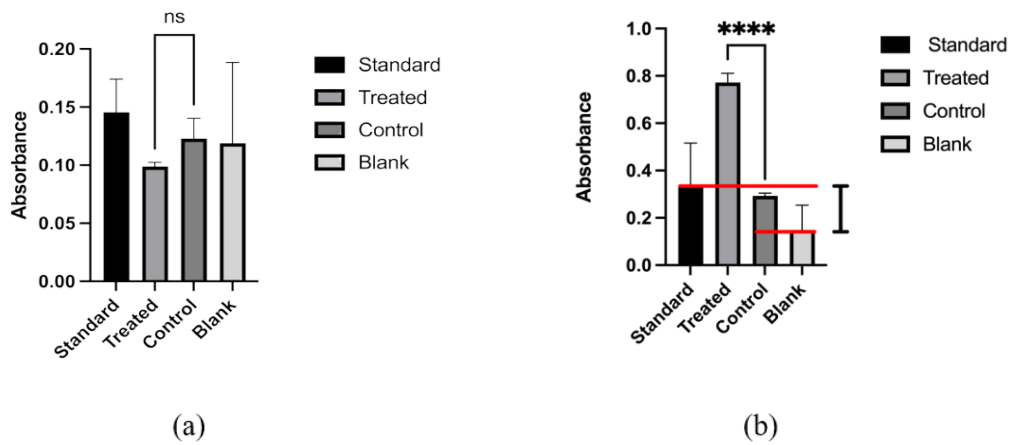 ns
0.20
0.15
0.10
0.05
0.00
Absorbance
Standard
Treated
Control
Blank
Standard
Treated
Control
Blank
(a)
****
1.0
0.8
0.6
0.4
0.2
0.0
Absorbance
Standard
Treated
Control
Blank
Standard
Treated
Control
Blank
(b)